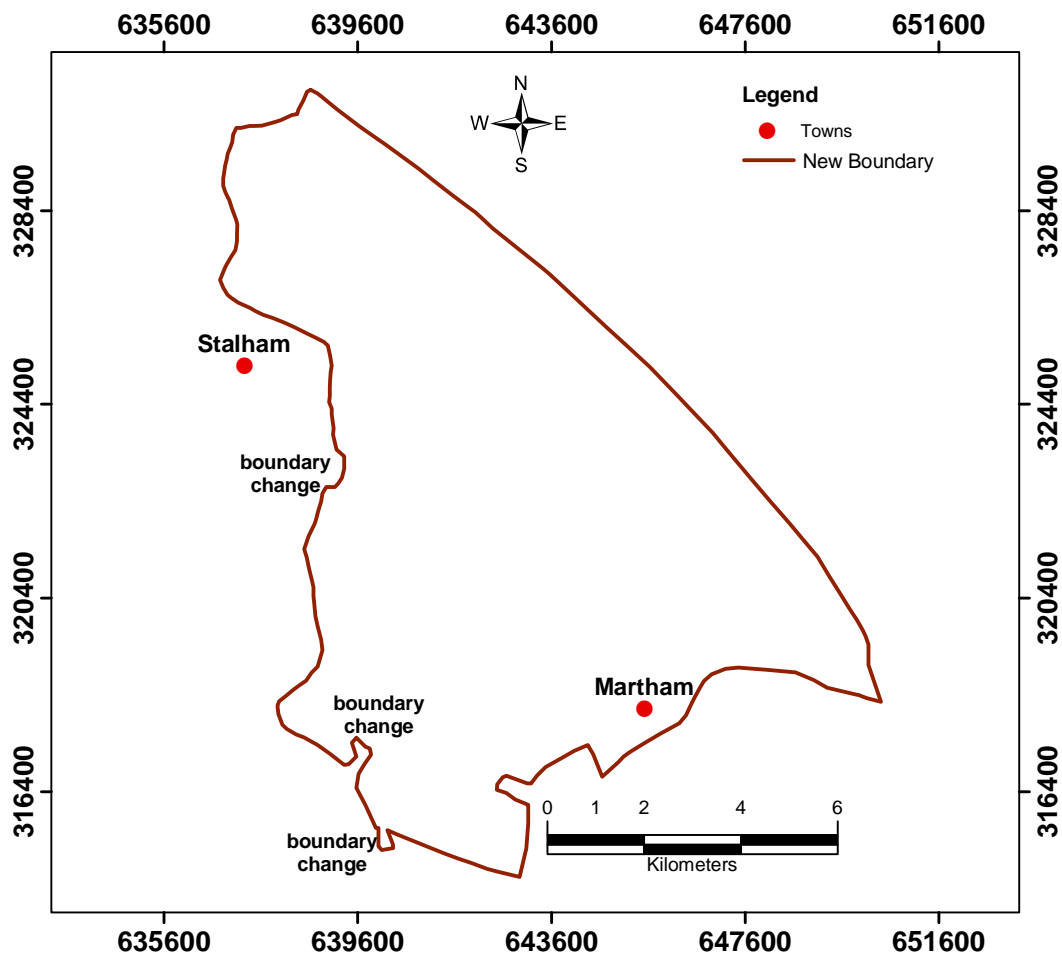 635600 639600 643600 647600 651600
N
W E
S
Legend
Towns
New Boundary
328400 328400
Stalham
324400 324400
boundary
change
320400 320400
Martham
boundary
change
316400 316400
0 1 2 4 6
Kilometers
boundary
change
635600 639600 643600 647600 651600